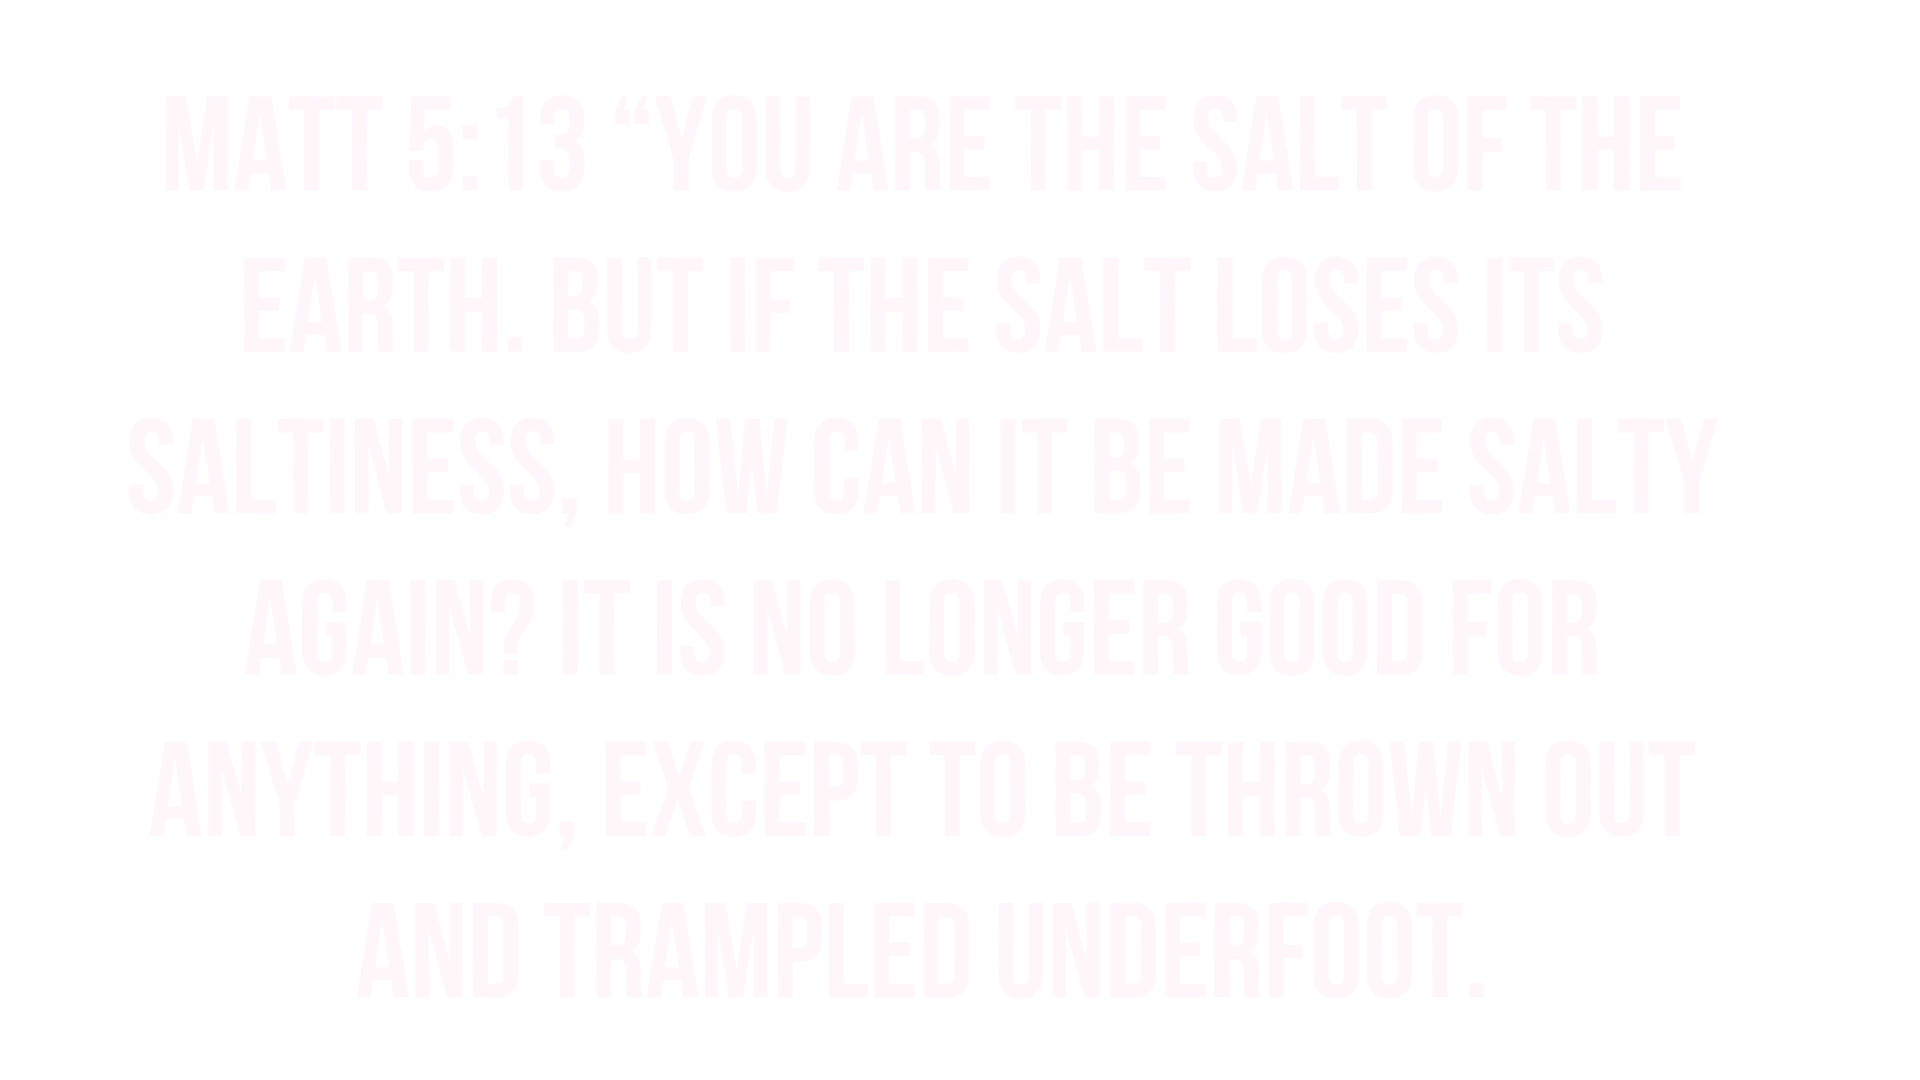 MATT 5:13 “YOU ARE THE SALT OF THE
EARTH. BUT IF THE SALT LOSES ITS
SALTINESS, HOW CAN IT BE MADE SALTY
AGAIN? IT IS NO LONGER GOOD FOR
ANYTHING, EXCEPT TO BE THROWN OUT
AND TRAMPLED UNDERFOOT.